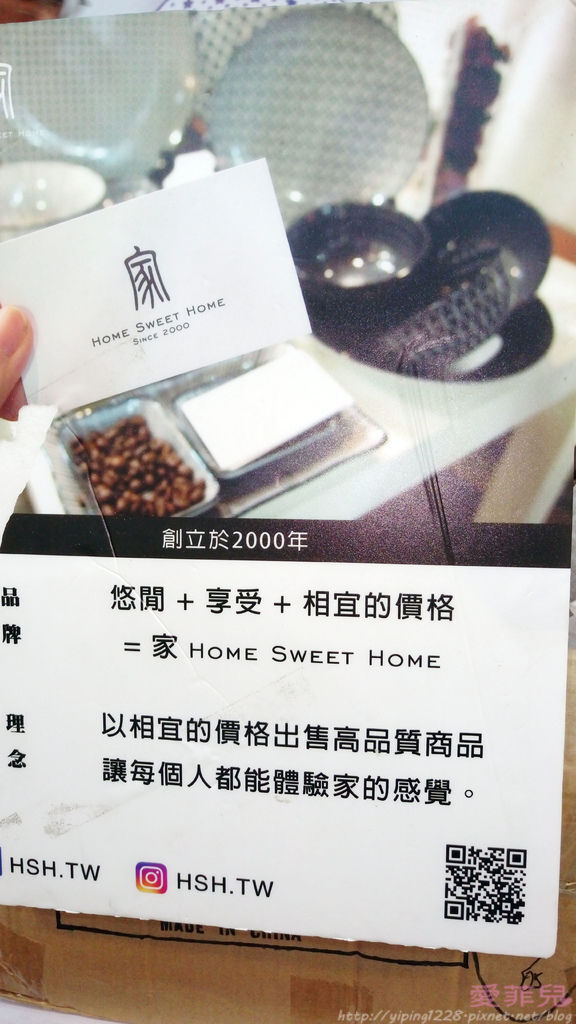 家
ET HOME
家
HOME SWEET HOME
SINCE 2000
創立於2000年
品牌
悠閒 + 享受 + 相宜的價格
= 家 HOME SWEET HOME
理念
以相宜的價格出售高品質商品
讓每個人都能體驗家的感覺。
HSH.TW
HSH.TW
MADE IN CHINA
愛菲兒
http://yiping1228.pixnet.net/blog